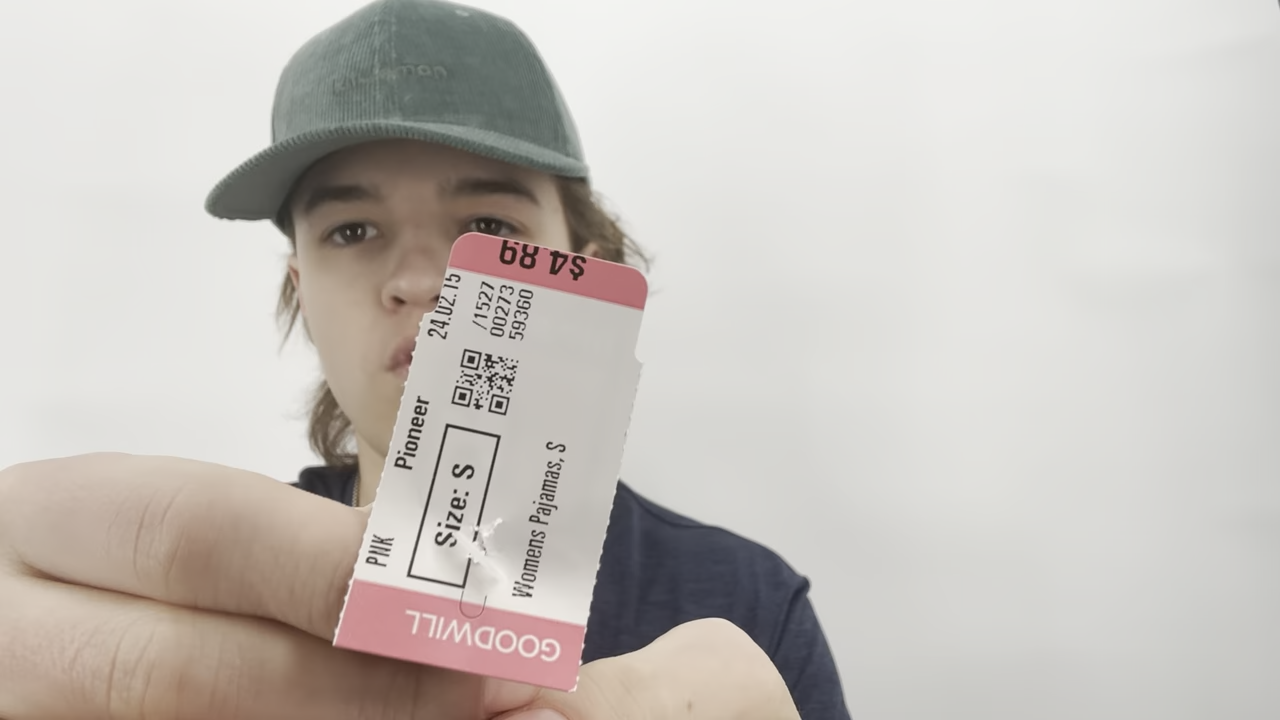 GOODWILL
PNK
Pioneer
24.02.15
Size: S
/1527
00273
59360
Womens Pajamas, S
$4.89